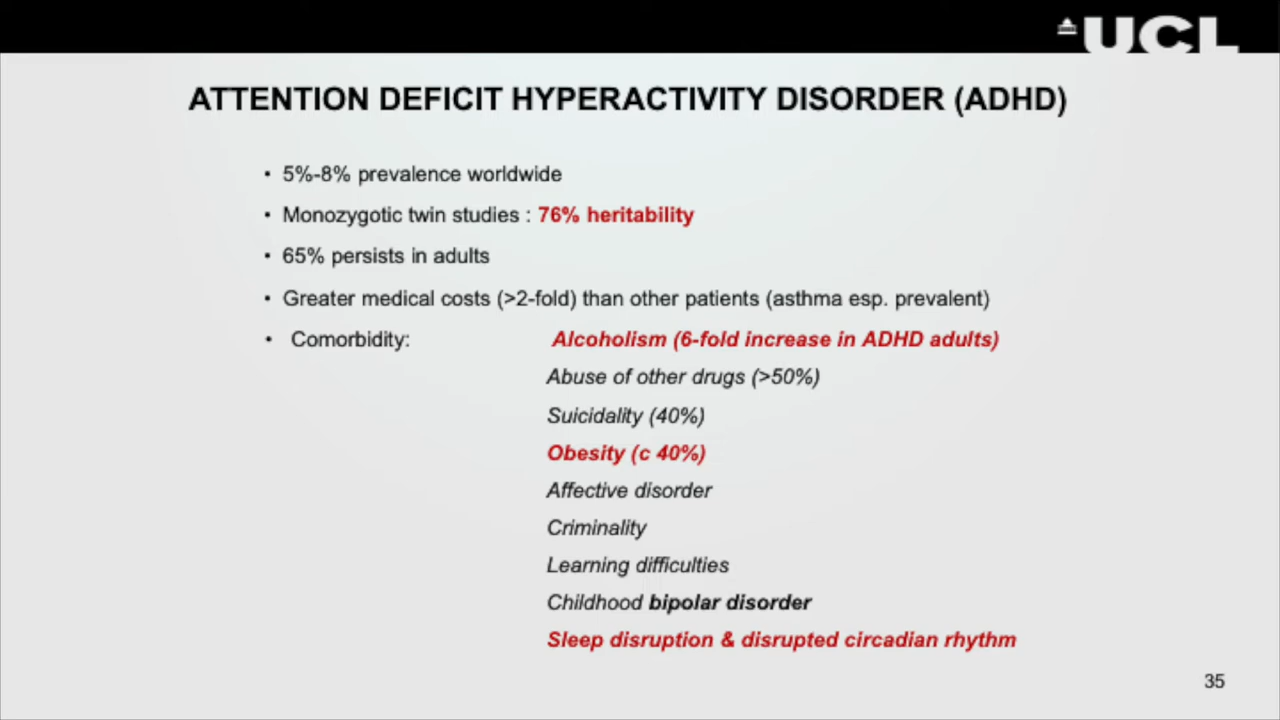 UCL
ATTENTION DEFICIT HYPERACTIVITY DISORDER (ADHD)
• 5%-8% prevalence worldwide
• Monozygotic twin studies : 76% heritability
• 65% persists in adults
• Greater medical costs (>2-fold) than other patients (asthma esp. prevalent)
• Comorbidity: Alcoholism (6-fold increase in ADHD adults)
Abuse of other drugs (>50%)
Suicidality (40%)
Obesity (c 40%)
Affective disorder
Criminality
Learning difficulties
Childhood bipolar disorder
Sleep disruption & disrupted circadian rhythm
35